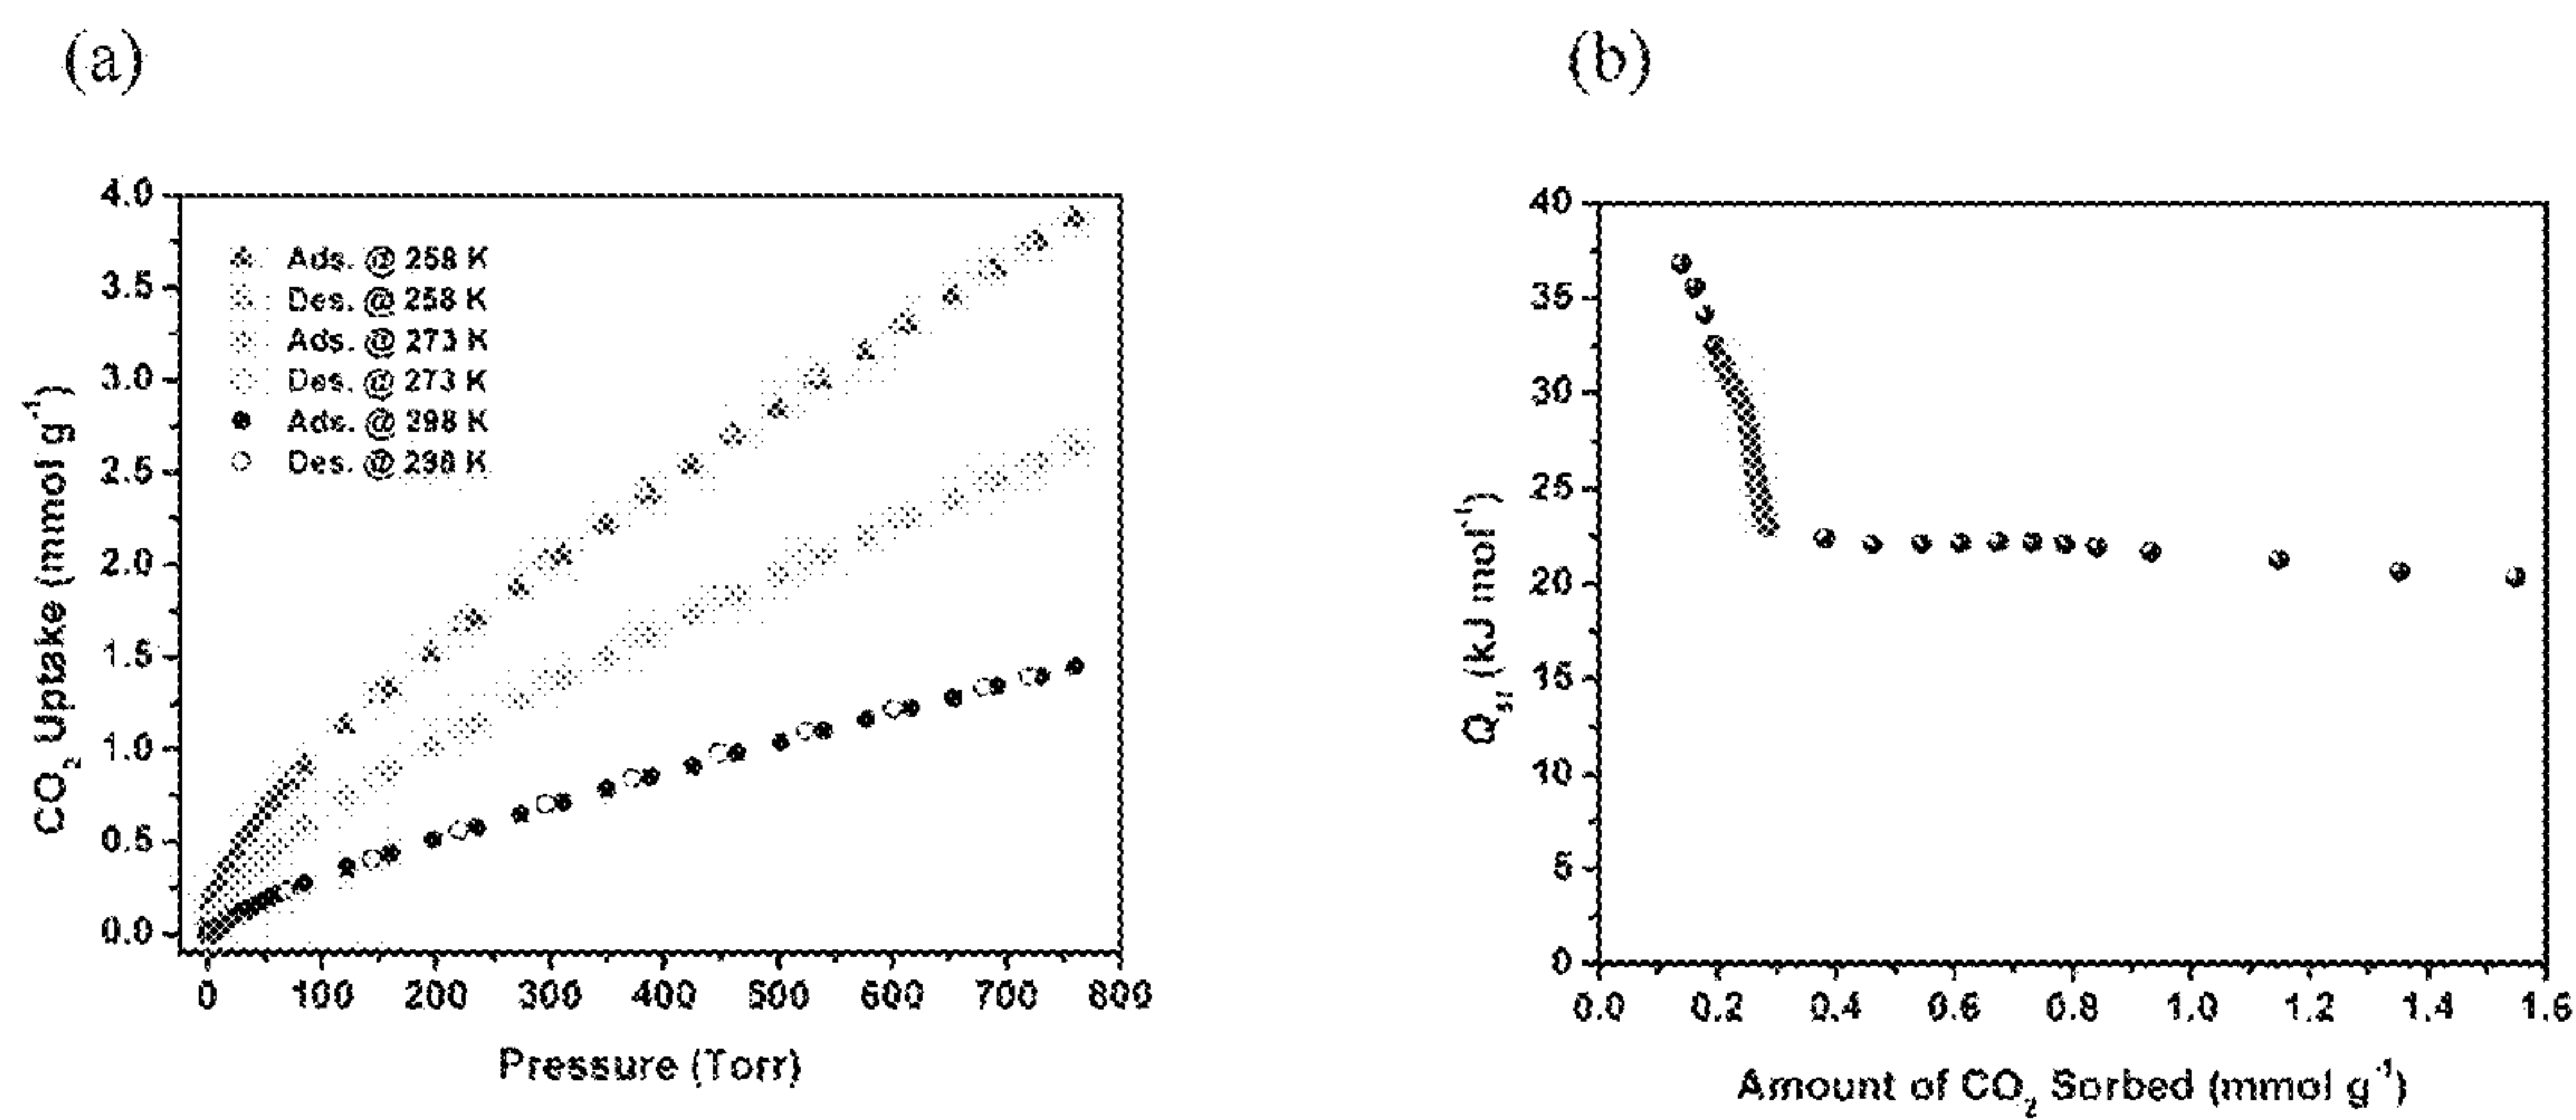 (a)
4.0
3.5
3.0
2.5
2.0
1.5
1.0
0.5
0.0
CO2 Uptake (mmol g-1)
Ads. @ 258 K
Des. @ 258 K
Ads. @ 273 K
Des. @ 273 K
Ads. @ 298 K
Des. @ 298 K
0 100 200 300 400 500 600 700 800
Pressure (Torr)
(b)
40
35
30
25
20
15
10
5
0
Qst (kJ mol-1)
0.0 0.2 0.4 0.6 0.8 1.0 1.2 1.4 1.6
Amount of CO2 Sorbed (mmol g-1)